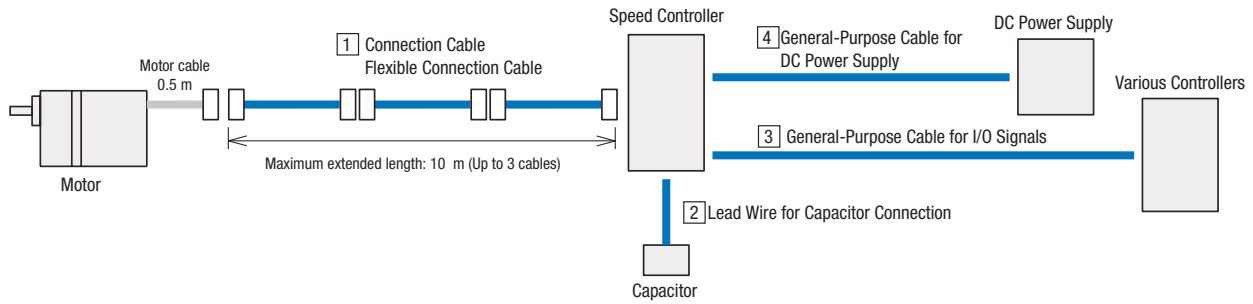 Speed Controller
DC Power Supply
1 Connection Cable
Flexible Connection Cable
4 General-Purpose Cable for
DC Power Supply
Motor cable
0.5 m
Various Controllers
3 General-Purpose Cable for I/O Signals
Maximum extended length: 10 m (Up to 3 cables)
Motor
2 Lead Wire for Capacitor Connection
Capacitor